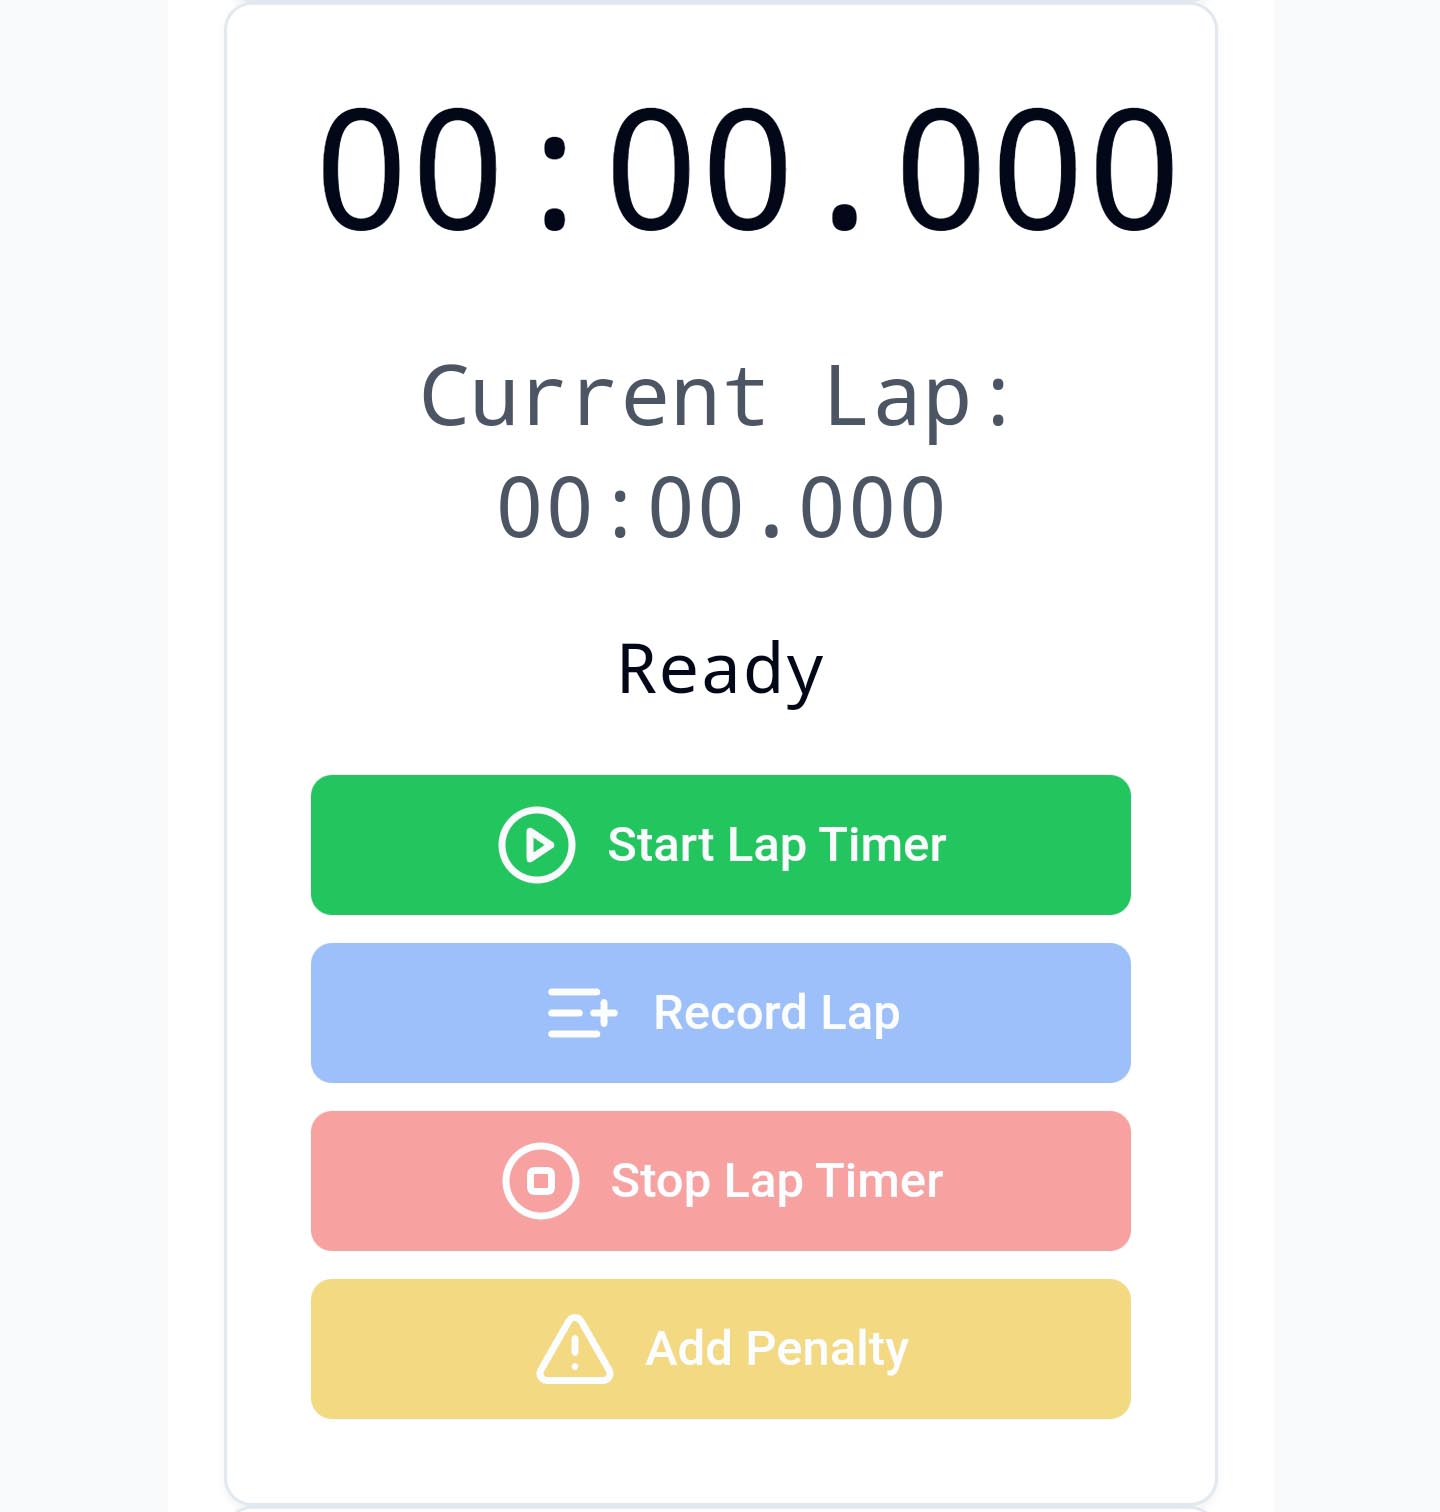 00:00.000
Current Lap:
00:00.000
Ready
Start Lap Timer
Record Lap
Stop Lap Timer
Add Penalty